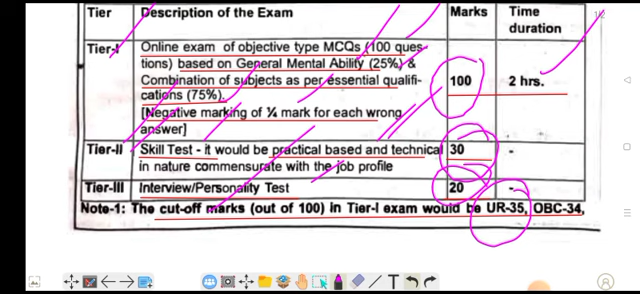 Tier Description of the Exam Marks Time duration
Tier-I Online exam of objective type MCQs (100 ques-
tions) based on General Mental Ability (25%) &
Combination of subjects as per essential qualifi- 100 2 hrs.
cations (75%).
[Negative marking of ¼ mark for each wrong
answer]
Tier-II Skill Test - it would be practical based and technical 30 -
in nature commensurate with the job profile
Tier-III Interview/Personality Test 20 -
Note-1: The cut-off marks (out of 100) in Tier-I exam would be UR-35, OBC-34,